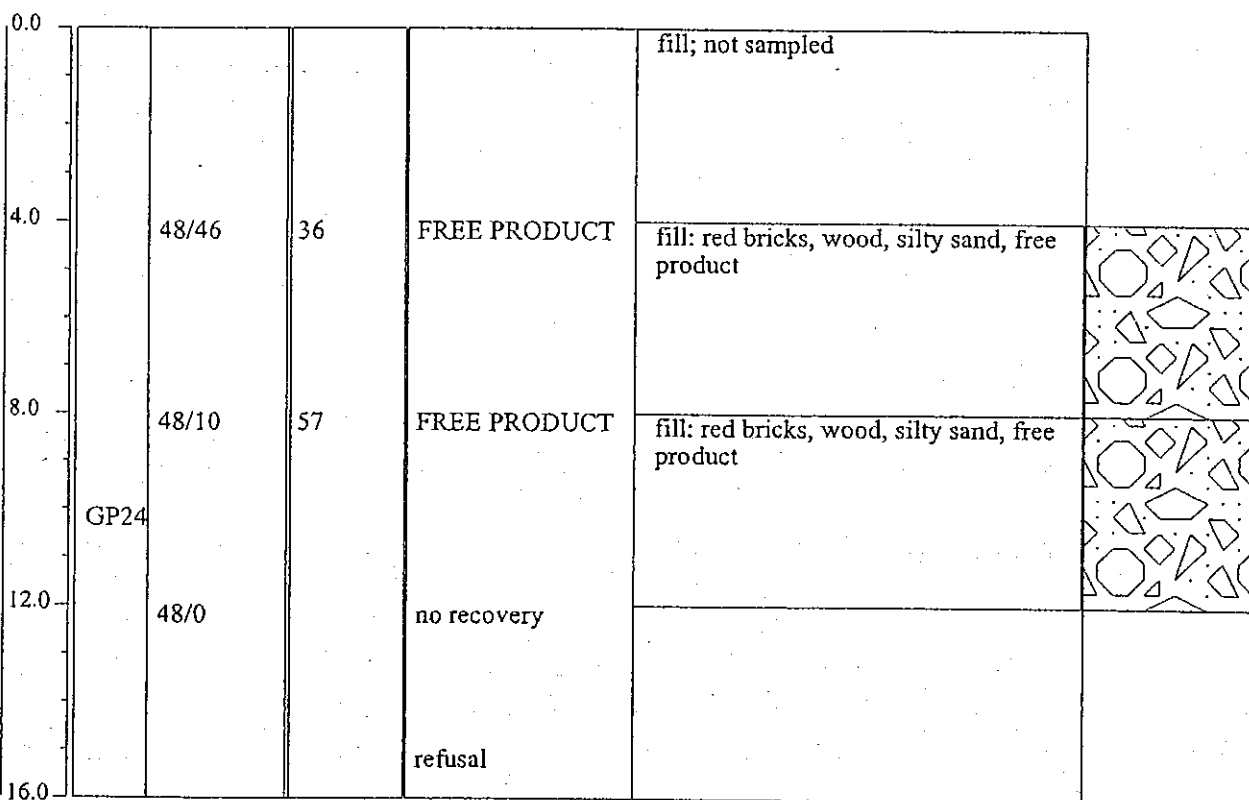 0.0
fill; not sampled
4.0
48/46
36
FREE PRODUCT
fill: red bricks, wood, silty sand, free
product
8.0
48/10
57
FREE PRODUCT
fill: red bricks, wood, silty sand, free
product
GP24
12.0
48/0
no recovery
refusal
16.0